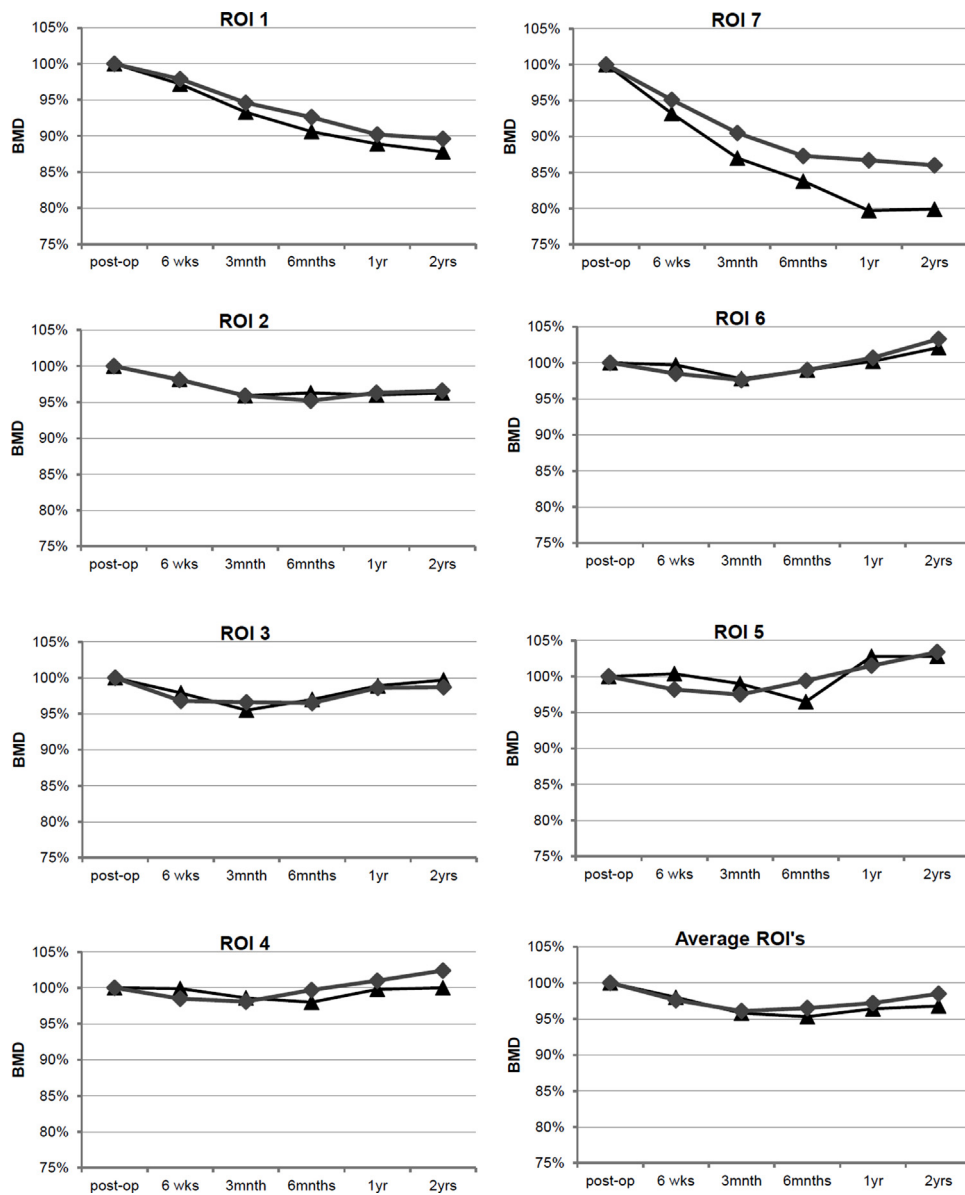 ROI 1
105%
100%
95%
90%
85%
80%
75%
BMD
post-op 6 wks 3mnth 6mnths 1yr 2yrs
ROI 7
105%
100%
95%
90%
85%
80%
75%
BMD
post-op 6 wks 3mnth 6mnths 1yr 2yrs
ROI 2
105%
100%
95%
90%
85%
80%
75%
BMD
post-op 6 wks 3mnth 6mnths 1yr 2yrs
ROI 6
105%
100%
95%
90%
85%
80%
75%
BMD
post-op 6 wks 3mnth 6mnths 1yr 2yrs
ROI 3
105%
100%
95%
90%
85%
80%
75%
BMD
post-op 6 wks 3mnth 6mnths 1yr 2yrs
ROI 5
105%
100%
95%
90%
85%
80%
75%
BMD
post-op 6 wks 3mnth 6mnths 1yr 2yrs
ROI 4
105%
100%
95%
90%
85%
80%
75%
BMD
post-op 6 wks 3mnth 6mnths 1yr 2yrs
Average ROI's
105%
100%
95%
90%
85%
80%
75%
BMD
post-op 6 wks 3mnth 6mnths 1yr 2yrs